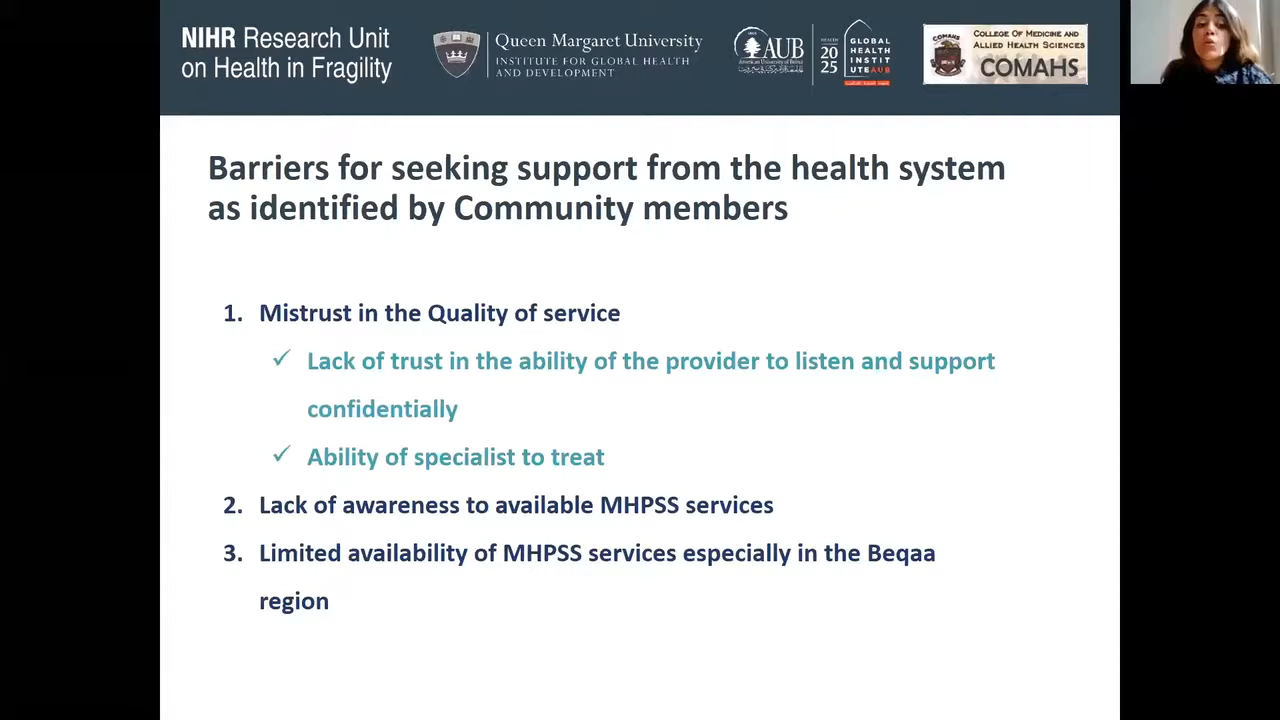 NIHR Research Unit
on Health in Fragility
Queen Margaret University
INSTITUTE FOR GLOBAL HEALTH
AND DEVELOPMENT
AUB
American University of Beirut
HEALTH
20
25
GLOBAL
HEALTH
INSTIT
UTEAUB
COMAHS
COLLEGE OF MEDICINE AND
ALLIED HEALTH SCIENCES
COMAHS
Barriers for seeking support from the health system
as identified by Community members
1. Mistrust in the Quality of service
✓ Lack of trust in the ability of the provider to listen and support
confidentially
✓ Ability of specialist to treat
2. Lack of awareness to available MHPSS services
3. Limited availability of MHPSS services especially in the Beqaa
region